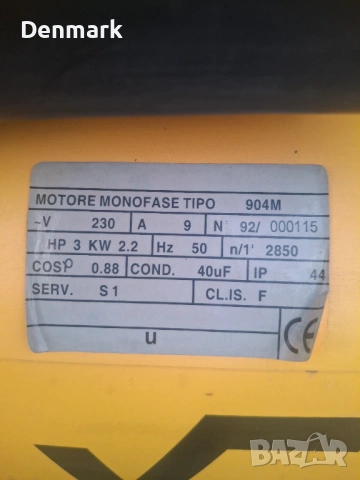 Denmark
MOTORE MONOFASE TIPO 904M
~V 230 A 9 N 92/ 000115
HP 3 KW 2.2 Hz 50 n/1' 2850
COSφ 0.88 COND. 40uF IP 44
SERV. S1 CL.IS. F
u
CE
BAZAR
bg